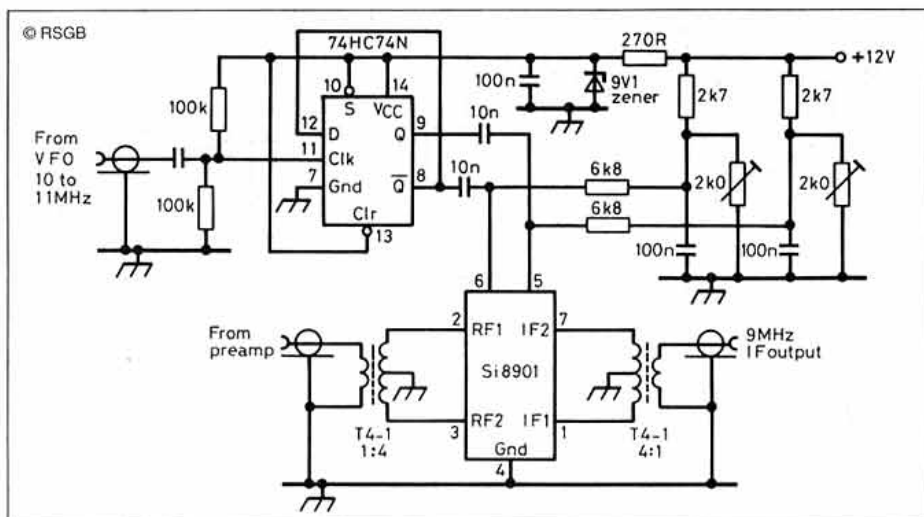 © RSGB
74HC74N
270R
+12V
10
14
S
VCC
100n
9V1
zener
2k7
2k7
100k
12
D
Q
9
10n
From
VFO
10 to
11MHz
11
Clk
7
Gnd
Q
8
10n
6k8
2k0
2k0
100k
Clr
13
6k8
100n
100n
6
5
From
preamp
2
RF1
IF2
7
9MHz
IF output
Si8901
3
RF2
IF1
1
T4-1
1:4
Gnd
4
T4-1
4:1